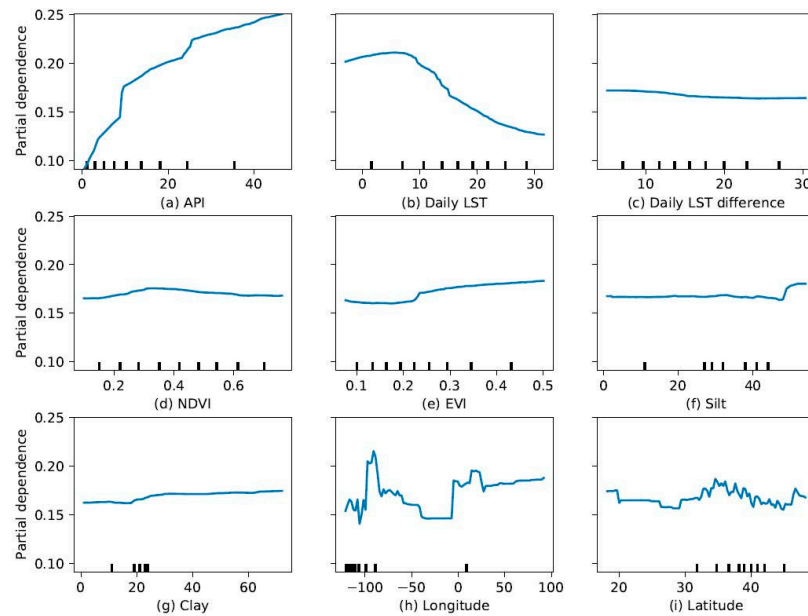 0.25
0.20
0.15
0.10
Partial dependence
0 20 40
(a) API
0 10 20 30
(b) Daily LST
10 20 30
(c) Daily LST difference
0.25
0.20
0.15
0.10
Partial dependence
0.2 0.4 0.6
(d) NDVI
0.1 0.2 0.3 0.4 0.5
(e) EVI
0 20 40
(f) Silt
0.25
0.20
0.15
0.10
Partial dependence
0 20 40 60
(g) Clay
−100 −50 0 50 100
(h) Longitude
20 30 40
(i) Latitude